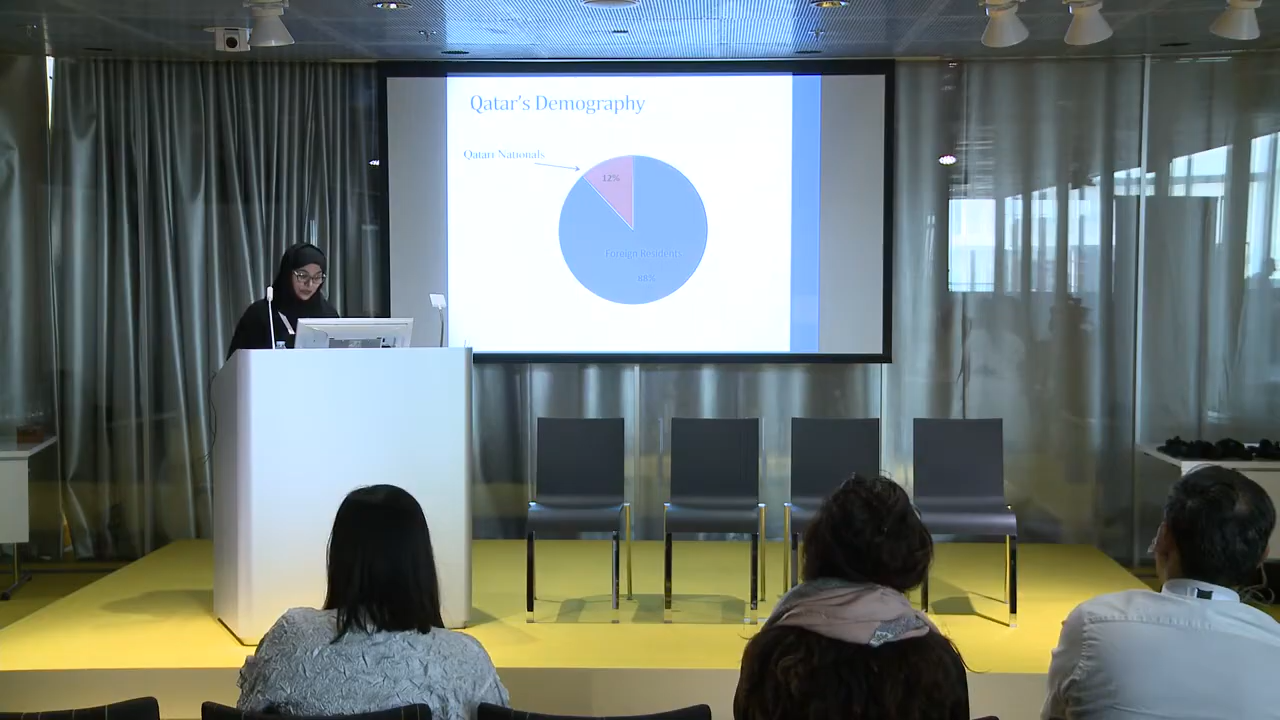 Qatar's Demography
Qatari Nationals
12%
Foreign Residents
88%